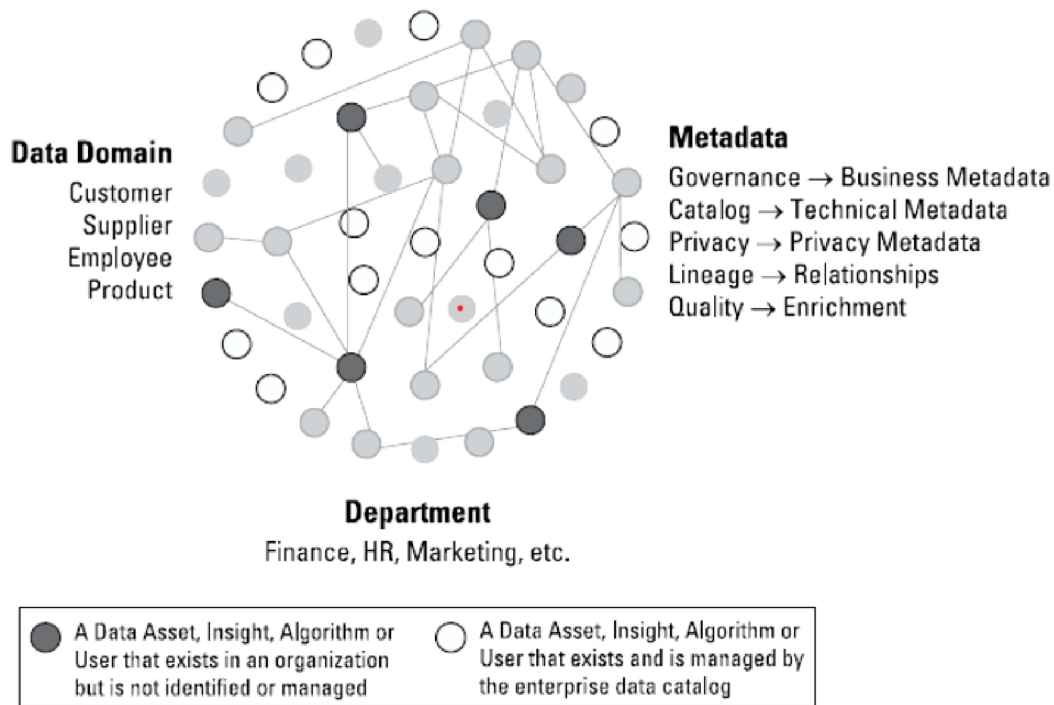 Data Domain
Customer
Supplier
Employee
Product
Metadata
Governance → Business Metadata
Catalog → Technical Metadata
Privacy → Privacy Metadata
Lineage → Relationships
Quality → Enrichment
Department
Finance, HR, Marketing, etc.
A Data Asset, Insight, Algorithm or
User that exists in an organization
but is not identified or managed
A Data Asset, Insight, Algorithm or
User that exists and is managed by
the enterprise data catalog